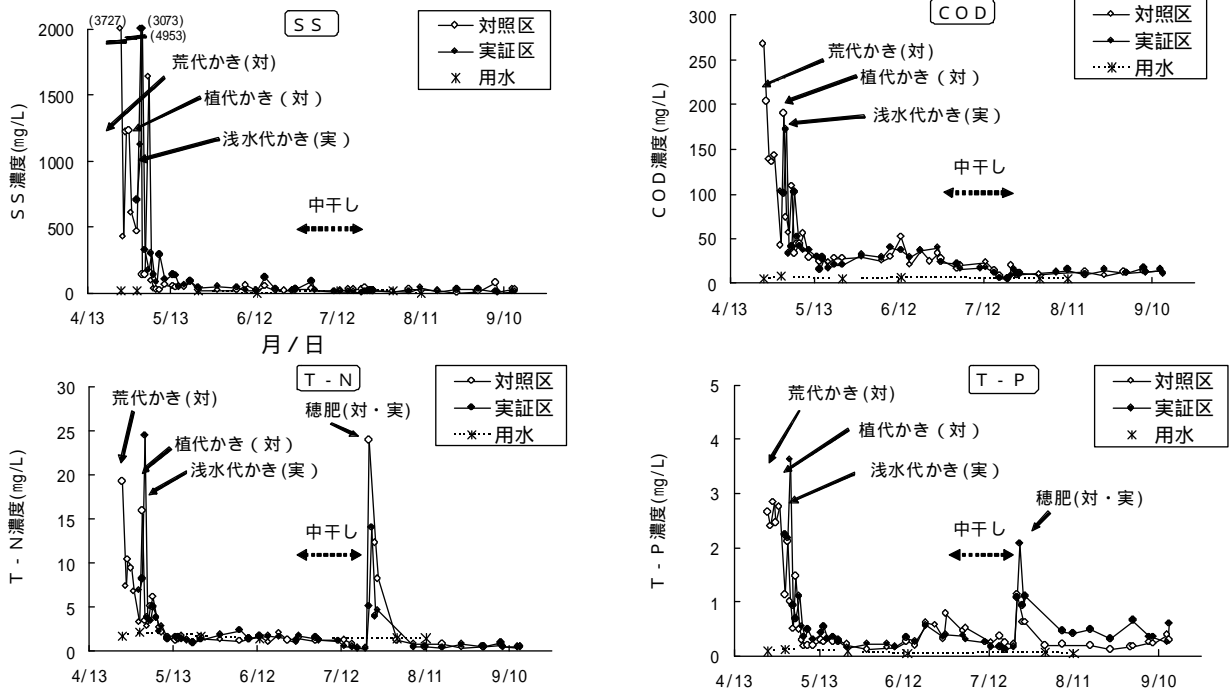 SS
(3727)
(3073)
(4953)
対照区
実証区
用水
荒代かき(対)
植代かき(対)
浅水代かき(実)
中干し
SS濃度(mg/L)
2000
1500
1000
500
0
4/13 5/13 6/12 7/12 8/11 9/10
月/日
COD
対照区
実証区
用水
荒代かき(対)
植代かき(対)
浅水代かき(実)
中干し
COD濃度(mg/L)
300
250
200
150
100
50
0
4/13 5/13 6/12 7/12 8/11 9/10
T-N
対照区
実証区
用水
荒代かき(対)
植代かき(対)
浅水代かき(実)
穂肥(対・実)
中干し
T-N濃度(mg/L)
30
25
20
15
10
5
0
4/13 5/13 6/12 7/12 8/11 9/10
T-P
対照区
実証区
用水
荒代かき(対)
植代かき(対)
浅水代かき(実)
穂肥(対・実)
中干し
T-P濃度(mg/L)
5
4
3
2
1
0
4/13 5/13 6/12 7/12 8/11 9/10